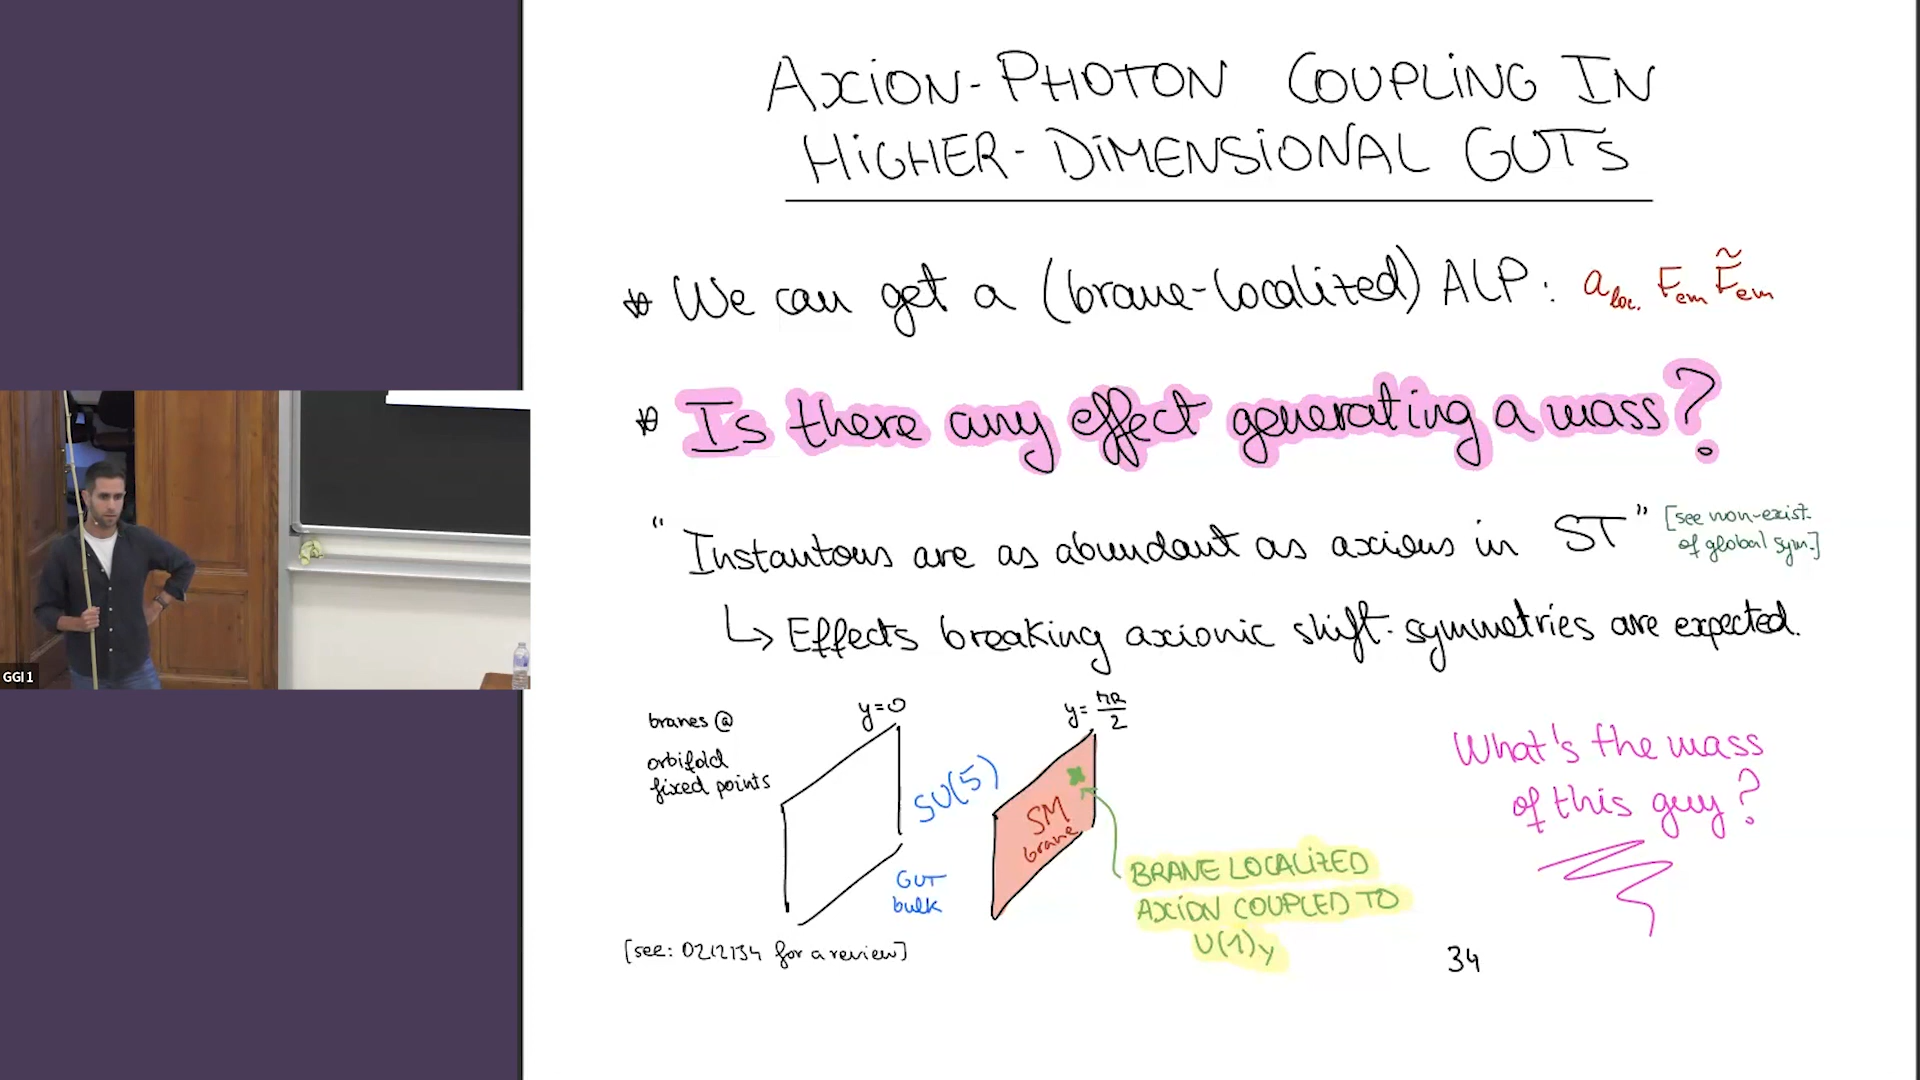 AXION-PHOTON COUPLING IN
HIGHER-DIMENSIONAL GUTS
* We can get a (brane-localized) ALP: a_loc. F_em F̃_em
* Is there any effect generating a mass?
"Instantons are as abundant as axions in ST"
[see non-exist.
of global sym.]
↳ Effects breaking axionic shift-symmetries are expected.
branes @
orbifold
fixed points
y=0
SU(5)
GUT
bulk
y= πR/2
SM
brane
BRANE LOCALIZED
AXION COUPLED TO
U(1)_Y
What's the mass
of this guy?
[see: 0212134 for a review]
34
GGI 1